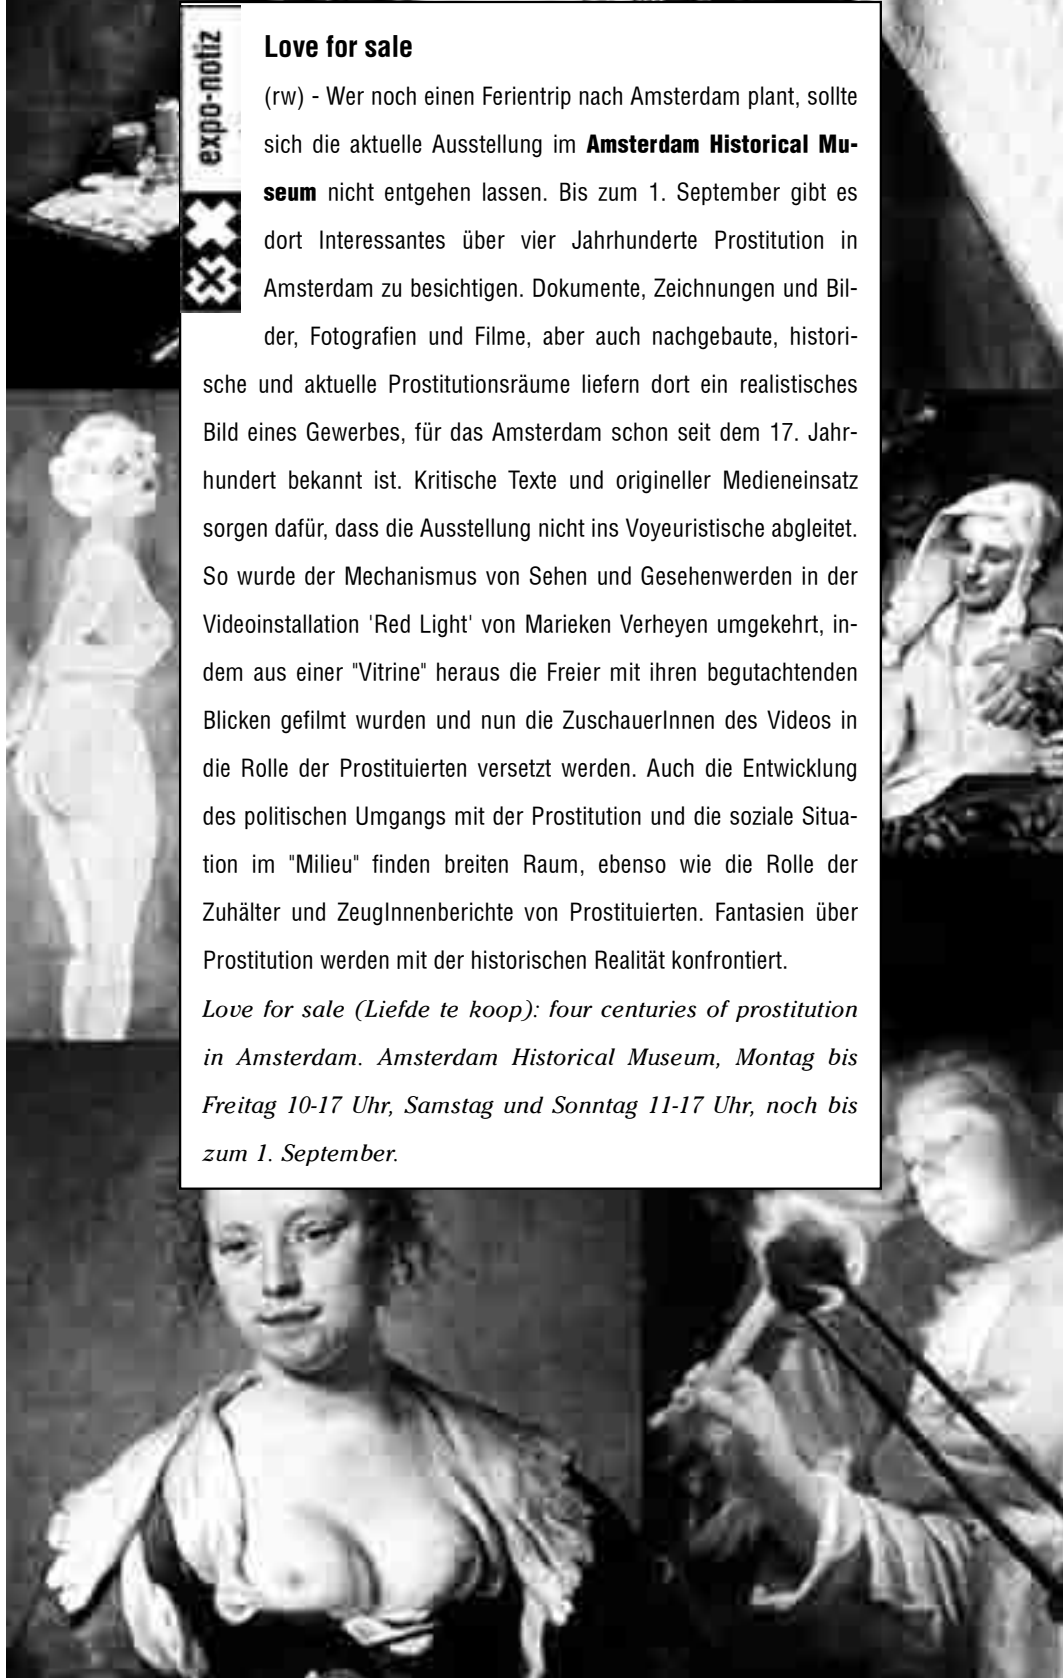 expo-notiz
Love for sale
(rw) - Wer noch einen Ferientrip nach Amsterdam plant, sollte
sich die aktuelle Ausstellung im Amsterdam Historical Mu-
seum nicht entgehen lassen. Bis zum 1. September gibt es
dort Interessantes über vier Jahrhunderte Prostitution in
Amsterdam zu besichtigen. Dokumente, Zeichnungen und Bil-
der, Fotografien und Filme, aber auch nachgebaute, histori-
sche und aktuelle Prostitutionsräume liefern dort ein realistisches
Bild eines Gewerbes, für das Amsterdam schon seit dem 17. Jahr-
hundert bekannt ist. Kritische Texte und origineller Medieneinsatz
sorgen dafür, dass die Ausstellung nicht ins Voyeuristische abgleitet.
So wurde der Mechanismus von Sehen und Gesehenwerden in der
Videoinstallation 'Red Light' von Marieken Verheyen umgekehrt, in-
dem aus einer "Vitrine" heraus die Freier mit ihren begutachtenden
Blicken gefilmt wurden und nun die ZuschauerInnen des Videos in
die Rolle der Prostituierten versetzt werden. Auch die Entwicklung
des politischen Umgangs mit der Prostitution und die soziale Situa-
tion im "Milieu" finden breiten Raum, ebenso wie die Rolle der
Zuhälter und ZeugInnenberichte von Prostituierten. Fantasien über
Prostitution werden mit der historischen Realität konfrontiert.
Love for sale (Liefde te koop): four centuries of prostitution
in Amsterdam. Amsterdam Historical Museum, Montag bis
Freitag 10-17 Uhr, Samstag und Sonntag 11-17 Uhr, noch bis
zum 1. September.